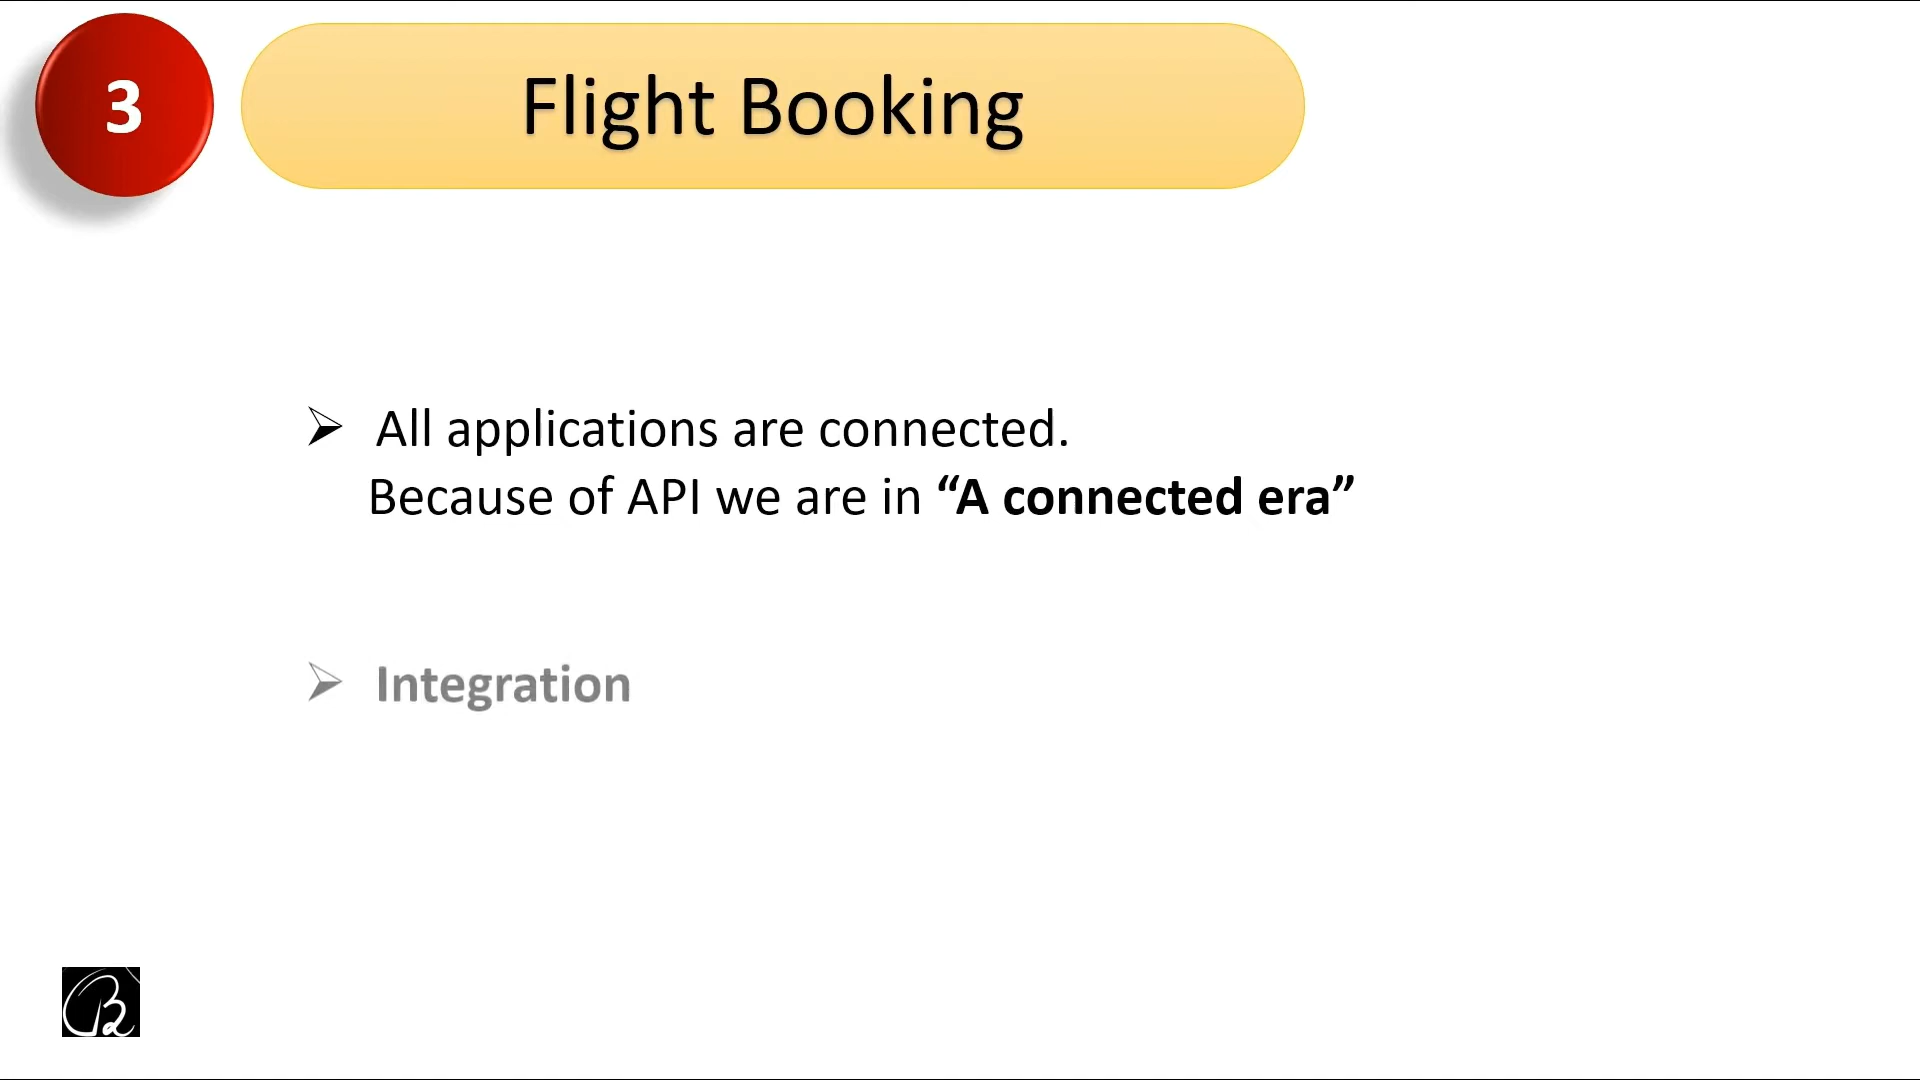 3
Flight Booking
➢ All applications are connected.
Because of API we are in “A connected era”
➢ Integration